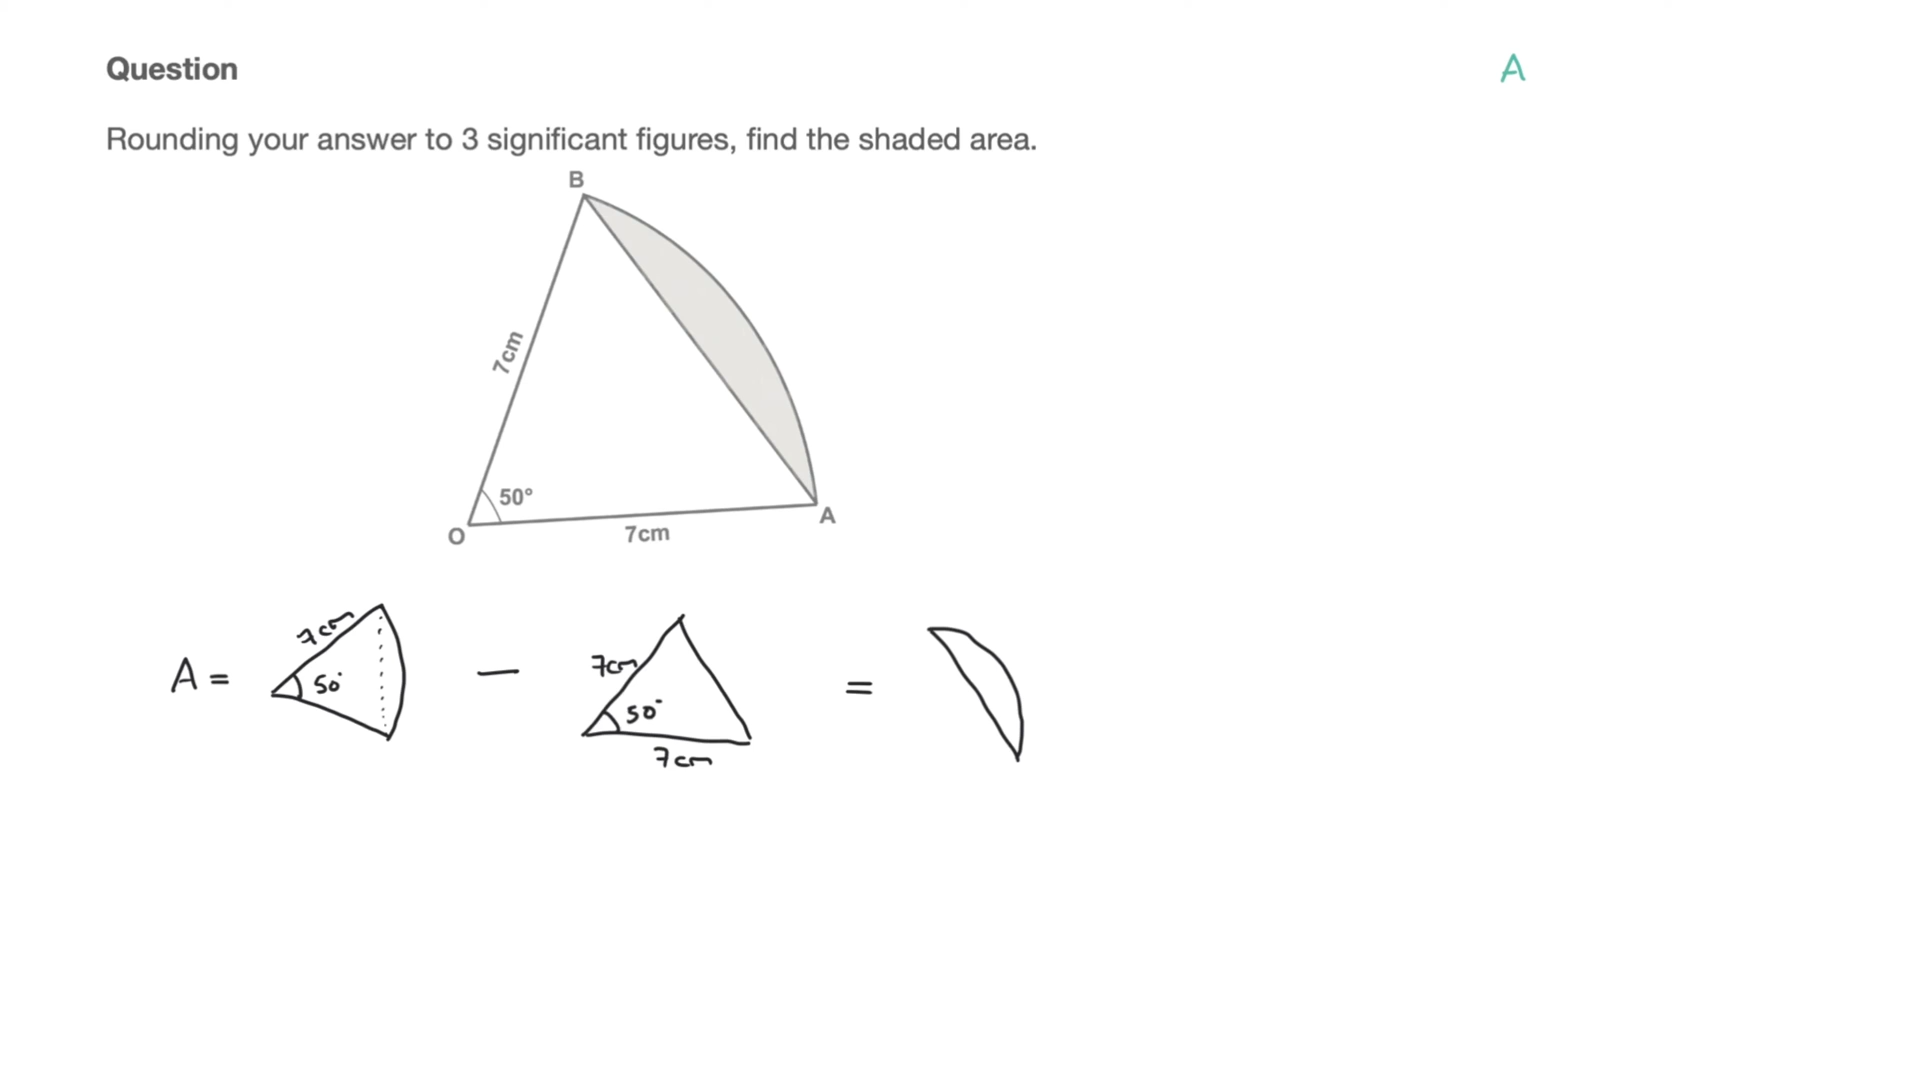 Question
A
Rounding your answer to 3 significant figures, find the shaded area.
B
7cm
50°
O
7cm
A
A = 7cm 50° — 7cm 50° 7cm =